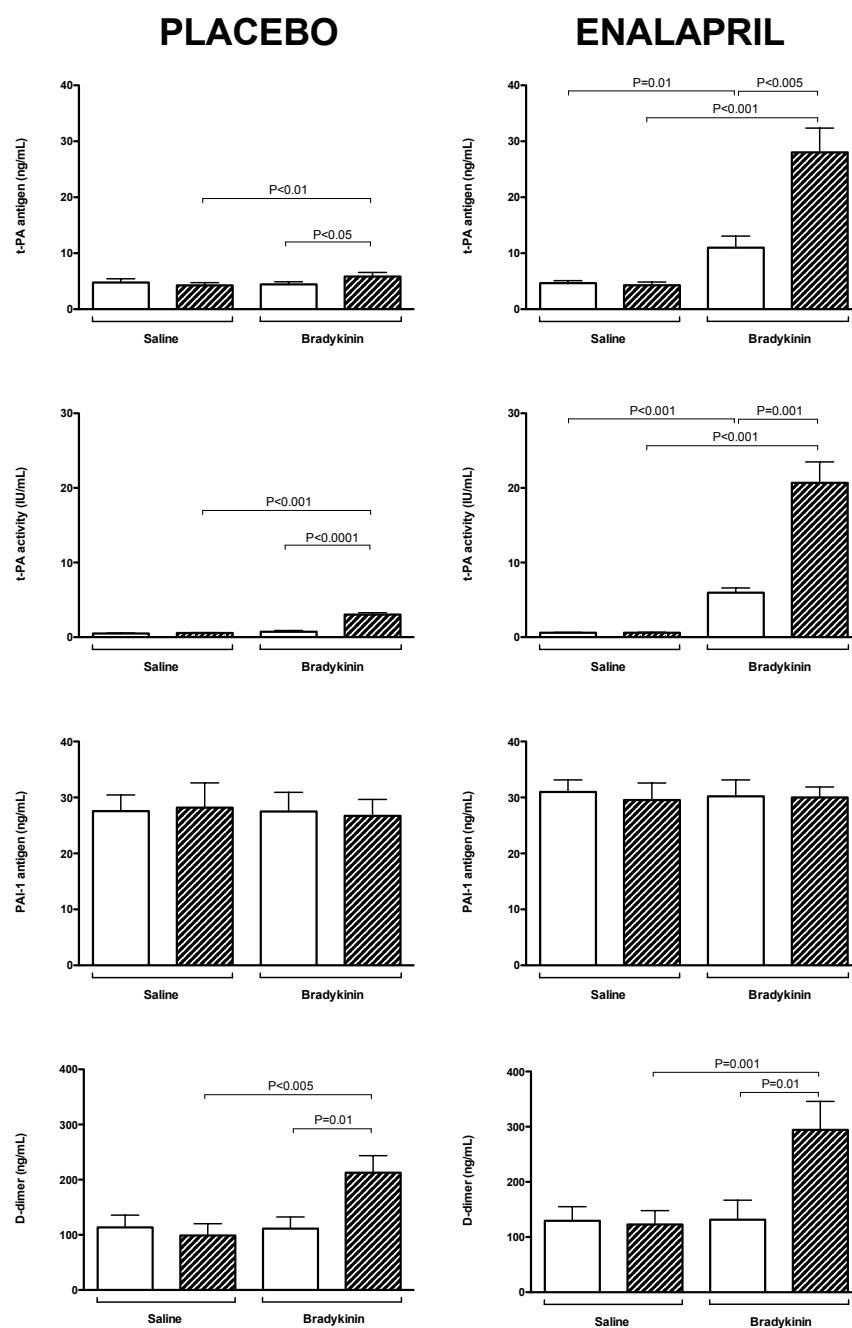 PLACEBO
ENALAPRIL
t-PA antigen (ng/mL)
40
30
20
10
0
P<0.01
P<0.05
Saline
Bradykinin
t-PA antigen (ng/mL)
40
30
20
10
0
P=0.01
P<0.005
P<0.001
Saline
Bradykinin
t-PA activity (IU/mL)
30
20
10
0
P<0.001
P<0.0001
Saline
Bradykinin
t-PA activity (IU/mL)
30
20
10
0
P<0.001
P=0.001
P<0.001
Saline
Bradykinin
PAI-1 antigen (ng/mL)
40
30
20
10
0
Saline
Bradykinin
PAI-1 antigen (ng/mL)
40
30
20
10
0
Saline
Bradykinin
D-dimer (ng/mL)
400
300
200
100
0
P<0.005
P=0.01
Saline
Bradykinin
D-dimer (ng/mL)
400
300
200
100
0
P=0.001
P=0.01
Saline
Bradykinin